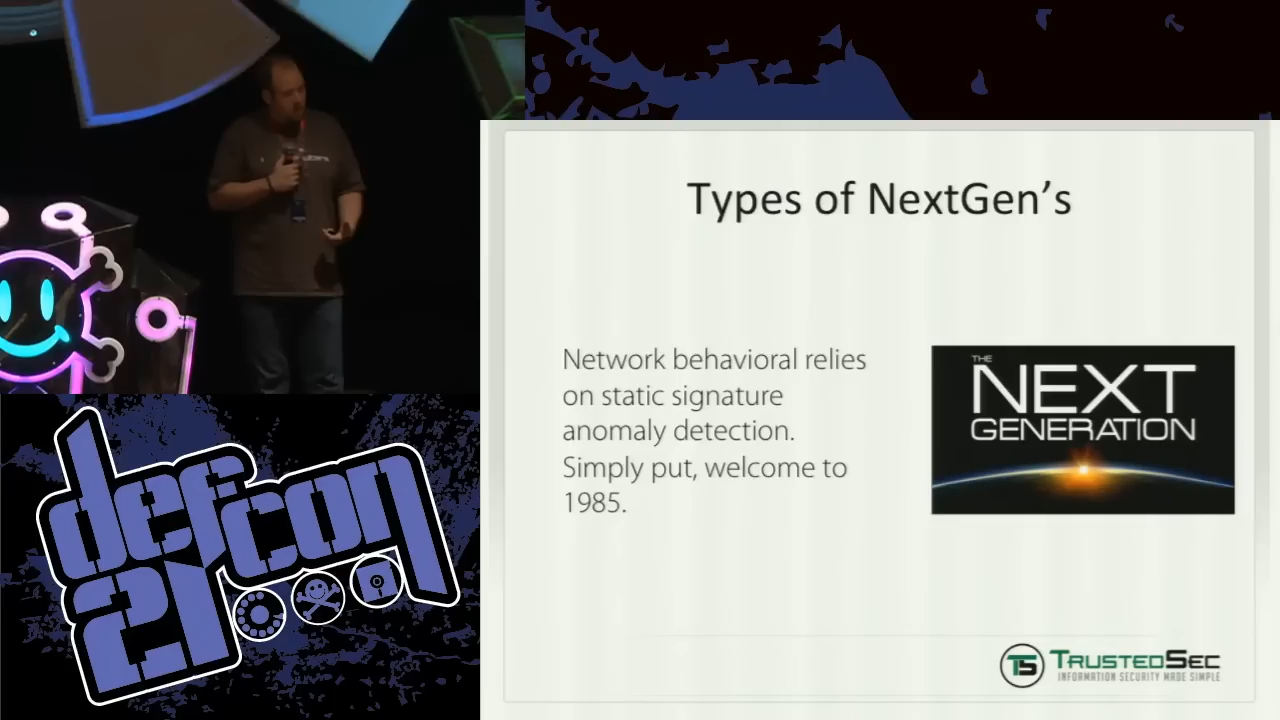 Types of NextGen's
Network behavioral relies
on static signature
anomaly detection.
Simply put, welcome to
1985.
THE
NEXT
GENERATION
TS TRUSTEDSEC
INFORMATION SECURITY MADE SIMPLE
defcon
21